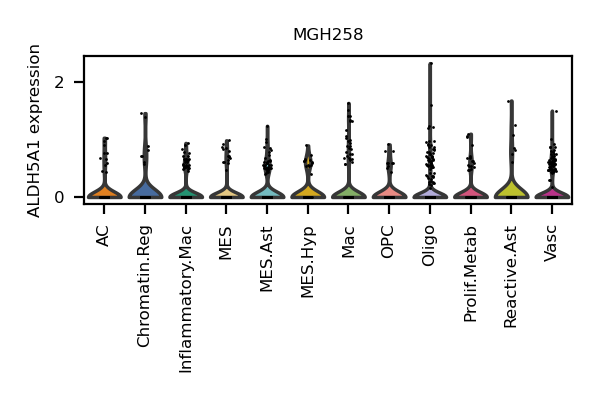 MGH258
ALDH5A1 expression
2
0
AC
Chromatin.Reg
Inflammatory.Mac
MES
MES.Ast
MES.Hyp
Mac
OPC
Oligo
Prolif.Metab
Reactive.Ast
Vasc